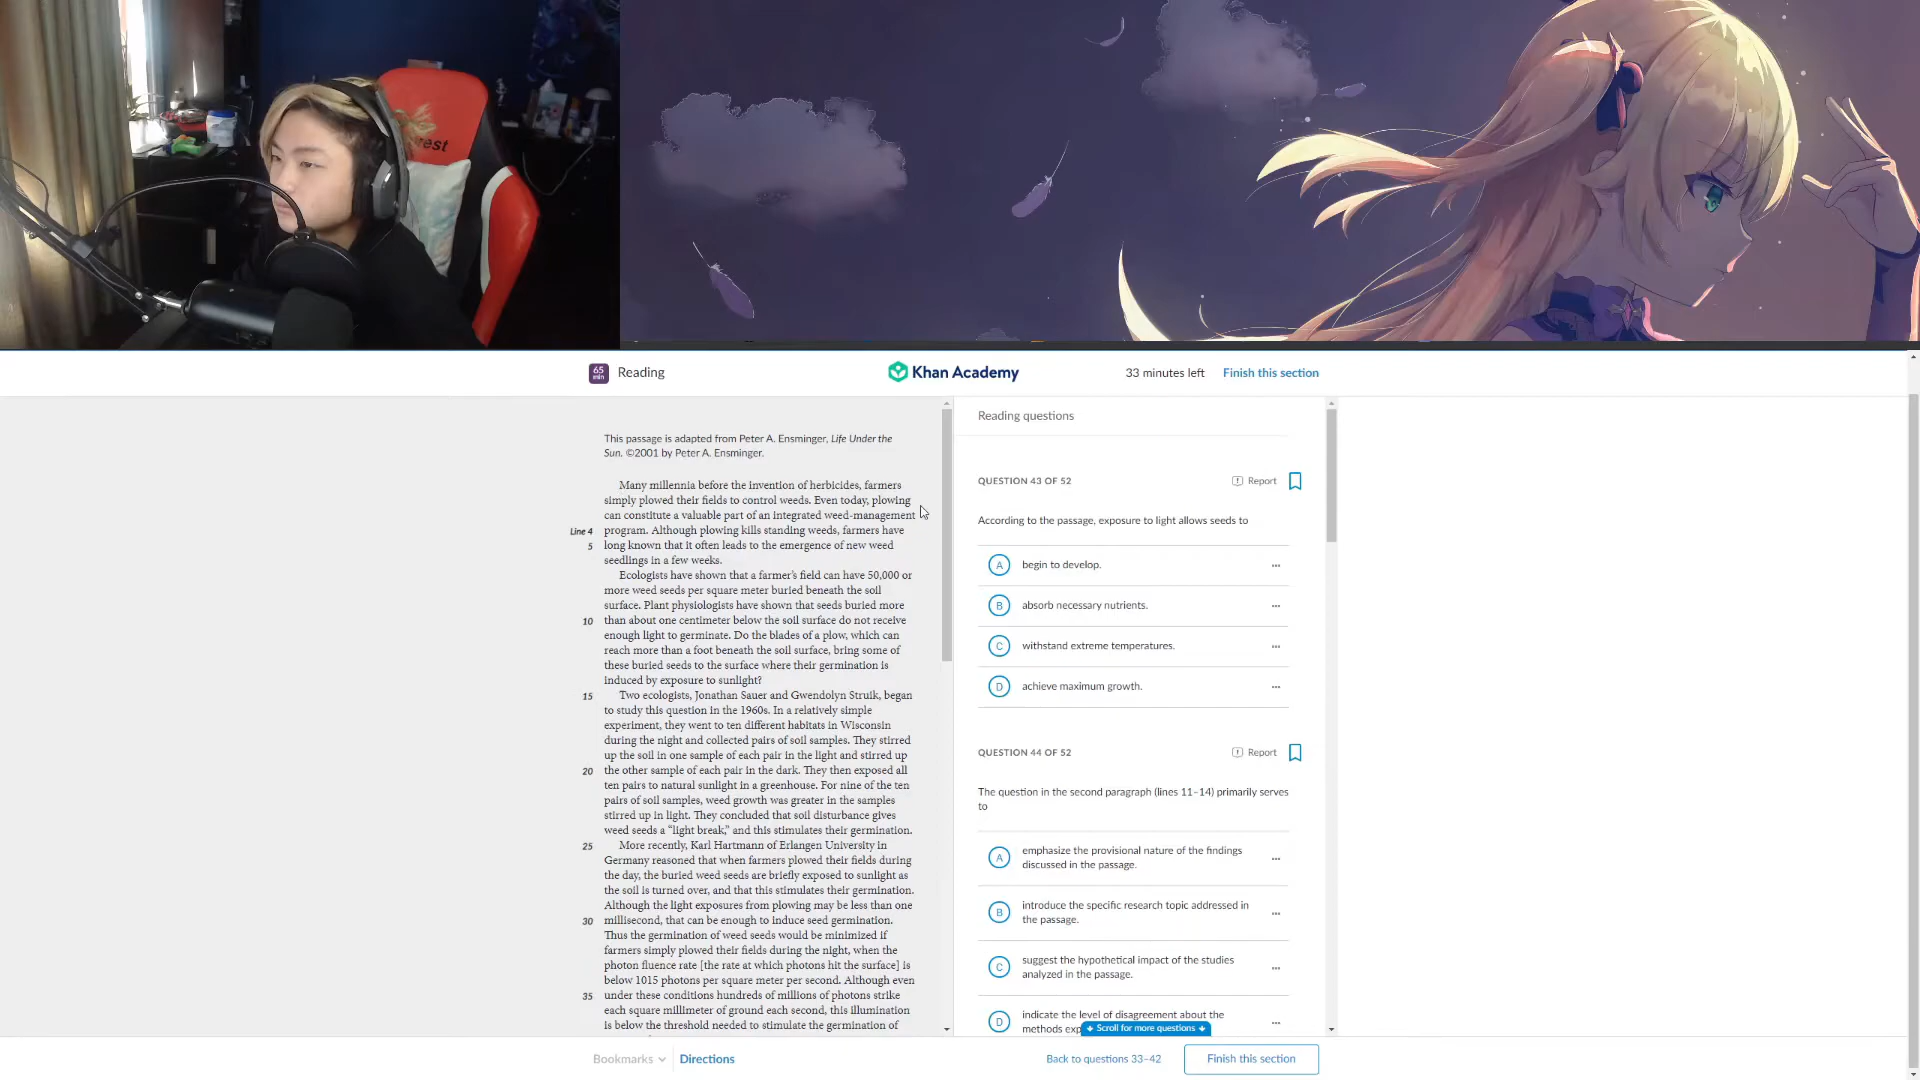 rest
65
min
Reading
Khan Academy
33 minutes left
Finish this section
This passage is adapted from Peter A. Ensminger, Life Under the
Sun. ©2001 by Peter A. Ensminger.
Many millennia before the invention of herbicides, farmers
simply plowed their fields to control weeds. Even today, plowing
can constitute a valuable part of an integrated weed-management
Line 4 program. Although plowing kills standing weeds, farmers have
5 long known that it often leads to the emergence of new weed
seedlings in a few weeks.
Ecologists have shown that a farmer's field can have 50,000 or
more weed seeds per square meter buried beneath the soil
surface. Plant physiologists have shown that seeds buried more
10 than about one centimeter below the soil surface do not receive
enough light to germinate. Do the blades of a plow, which can
reach more than a foot beneath the soil surface, bring some of
these buried seeds to the surface where their germination is
induced by exposure to sunlight?
15 Two ecologists, Jonathan Sauer and Gwendolyn Struik, began
to study this question in the 1960s. In a relatively simple
experiment, they went to ten different habitats in Wisconsin
during the night and collected pairs of soil samples. They stirred
up the soil in one sample of each pair in the light and stirred up
20 the other sample of each pair in the dark. They then exposed all
ten pairs to natural sunlight in a greenhouse. For nine of the ten
pairs of soil samples, weed growth was greater in the samples
stirred up in light. They concluded that soil disturbance gives
weed seeds a “light break,” and this stimulates their germination.
25 More recently, Karl Hartmann of Erlangen University in
Germany reasoned that when farmers plowed their fields during
the day, the buried weed seeds are briefly exposed to sunlight as
the soil is turned over, and that this stimulates their germination.
Although the light exposures from plowing may be less than one
30 millisecond, that can be enough to induce seed germination.
Thus the germination of weed seeds would be minimized if
farmers simply plowed their fields during the night, when the
photon fluence rate [the rate at which photons hit the surface] is
below 1015 photons per square meter per second. Although even
35 under these conditions hundreds of millions of photons strike
each square millimeter of ground each second, this illumination
is below the threshold needed to stimulate the germination of
Reading questions
QUESTION 43 OF 52
Report
According to the passage, exposure to light allows seeds to
A begin to develop.
B absorb necessary nutrients.
C withstand extreme temperatures.
D achieve maximum growth.
QUESTION 44 OF 52
Report
The question in the second paragraph (lines 11–14) primarily serves
to
A emphasize the provisional nature of the findings
discussed in the passage.
B introduce the specific research topic addressed in
the passage.
C suggest the hypothetical impact of the studies
analyzed in the passage.
D indicate the level of disagreement about the
methods
Scroll for more questions
Bookmarks
Directions
Back to questions 33–42
Finish this section